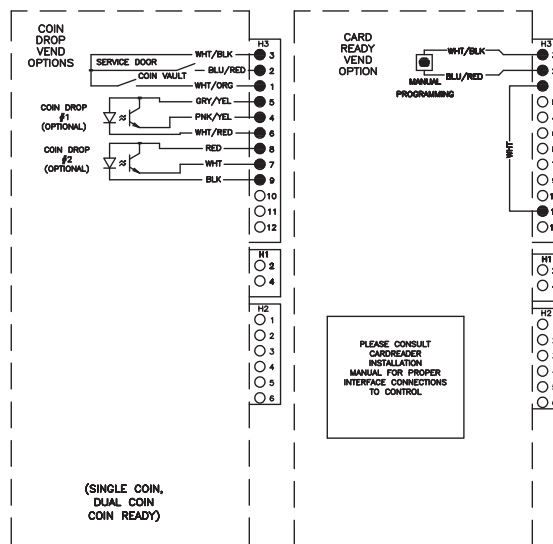 COIN
DROP
VEND
OPTIONS
H3
WHT/BLK 3
SERVICE DOOR
BLU/RED 2
COIN VAULT
WHT/ORG 1
GRY/YEL 5
COIN DROP
#1
(OPTIONAL)
PNK/YEL 4
WHT/RED 6
RED 8
COIN DROP
#2
(OPTIONAL)
WHT 7
BLK 9
10
11
12
H1
2
4
H2
1
2
3
4
5
6
(SINGLE COIN,
DUAL COIN
COIN READY)
CARD
READY
VEND
OPTION
H3
WHT/BLK
BLU/RED
MANUAL
PROGRAMMING
WHT
H1
H2
PLEASE CONSULT
CARDREADER
INSTALLATION
MANUAL FOR PROPER
INTERFACE CONNECTIONS
TO CONTROL